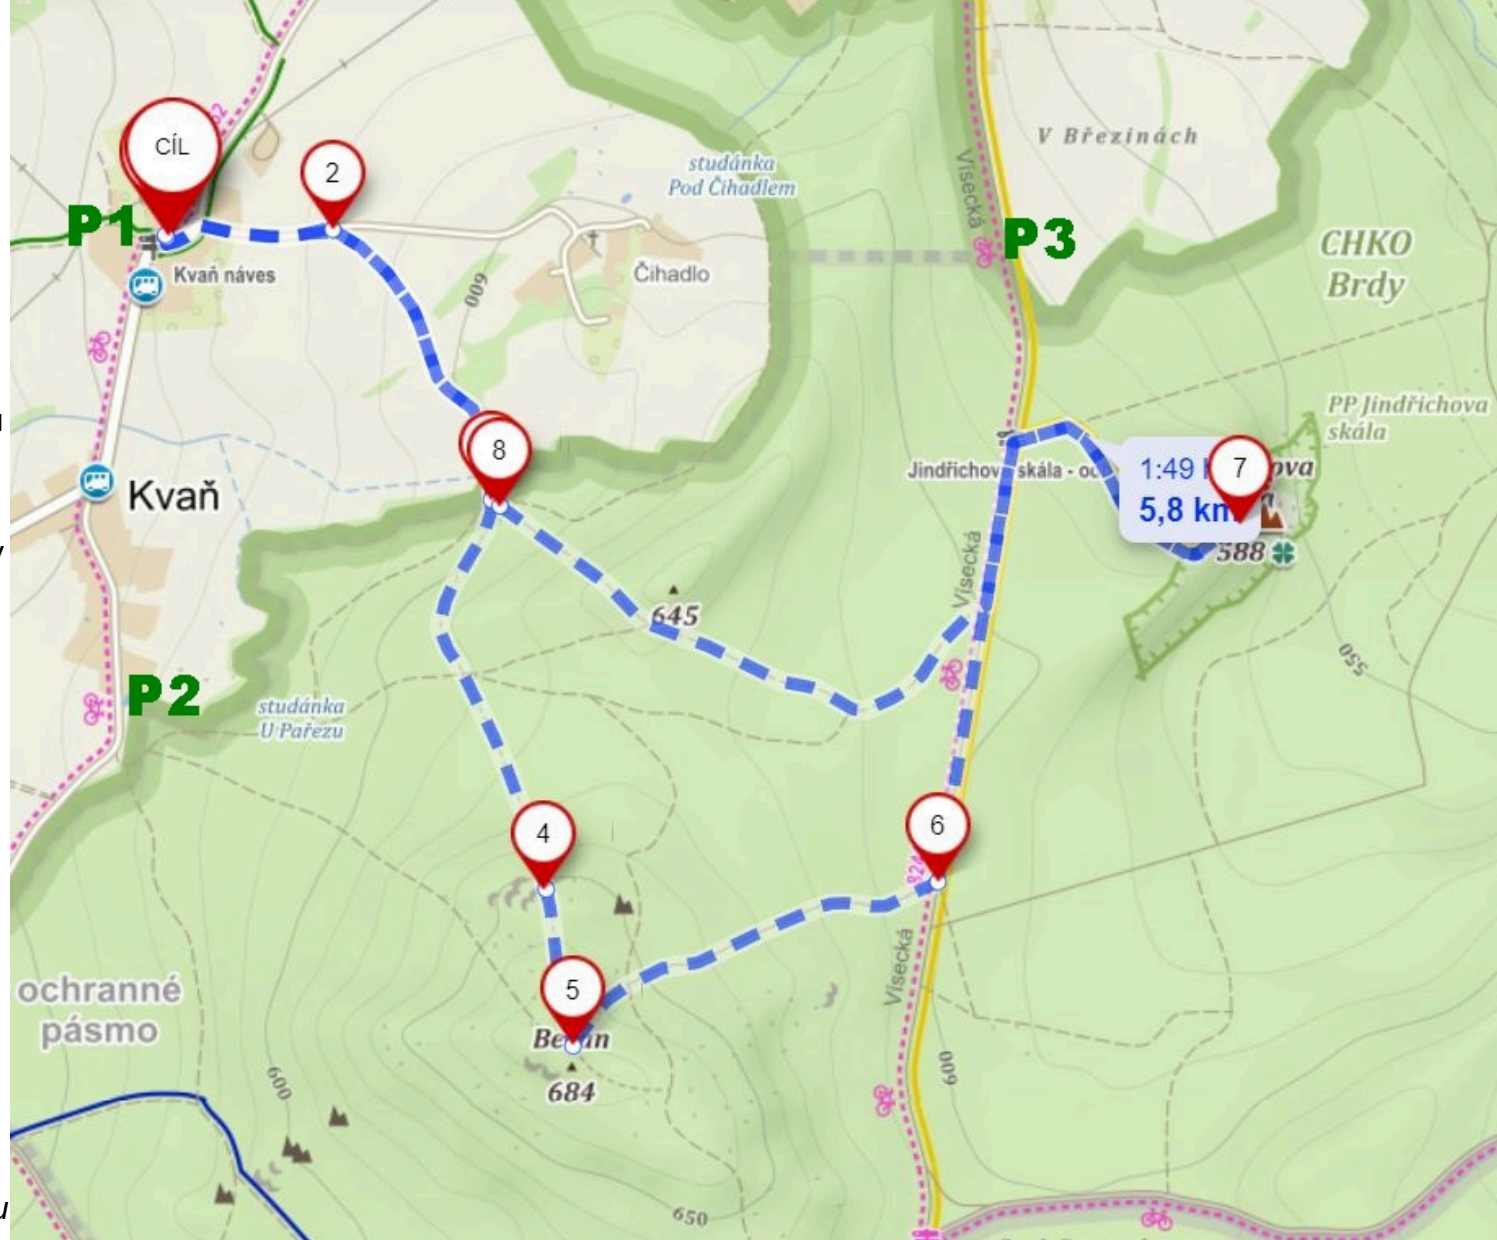 CÍL
2
P1
Kvaň náves
studánka
Pod Čihadlem
Čihadlo
600
V Březinách
Visecká
P3
CHKO
Brdy
PP Jindřichova
skála
8
Kvaň
skála
7
1:49
5,8 km
588
Visecká
645
550
P2
studánka
U Pařezu
4
6
824
5
684
Visecká
ochranné
pásmo
600
600
650